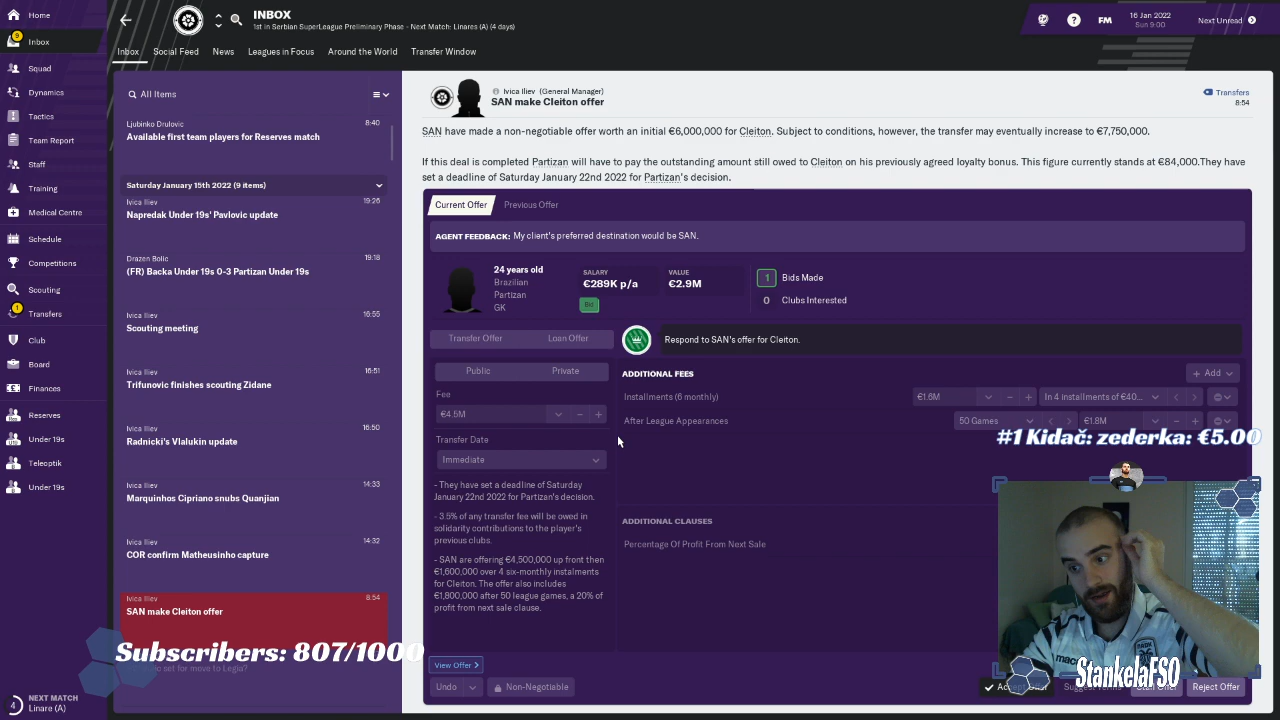 Home
9
Inbox
Squad
Dynamics
Tactics
Team Report
Staff
Training
Medical Centre
Schedule
Competitions
Scouting
1
Transfers
Club
Board
Finances
Reserves
Under 19s
Teleoptik
Under 19s
4
NEXT MATCH
Linare (A)
INBOX
1st in Serbian SuperLeague Preliminary Phase - Next Match: Linares (A) (4 days)
?
FM
16 Jan 2022
Sun 9:00
Next Unread
Inbox
Social Feed
News
Leagues in Focus
Around the World
Transfer Window
All Items
Ljubinko Drulovic
8:40
Available first team players for Reserves match
Saturday January 15th 2022 (9 items)
Ivica Iliev
19:26
Napredak Under 19s' Pavlovic update
Drazen Bolic
19:18
(FR) Backa Under 19s 0-3 Partizan Under 19s
Ivica Iliev
16:55
Scouting meeting
Ivica Iliev
16:51
Trifunovic finishes scouting Zidane
Ivica Iliev
16:50
Radnicki's Vlalukin update
Ivica Iliev
14:33
Marquinhos Cipriano snubs Quanjian
Ivica Iliev
14:32
COR confirm Matheusinho capture
Ivica Iliev
8:54
SAN make Cleiton offer
set for move to Legia?
Subscribers: 807/1000
Ivica Iliev (General Manager)
SAN make Cleiton offer
Transfers
8:54
SAN have made a non-negotiable offer worth an initial €6,000,000 for Cleiton. Subject to conditions, however, the transfer may eventually increase to €7,750,000.
If this deal is completed Partizan will have to pay the outstanding amount still owed to Cleiton on his previously agreed loyalty bonus. This figure currently stands at €84,000.They have
set a deadline of Saturday January 22nd 2022 for Partizan's decision.
Current Offer
Previous Offer
AGENT FEEDBACK: My client's preferred destination would be SAN.
24 years old
Brazilian
Partizan
GK
SALARY
€289K p/a
VALUE
€2.9M
Bid
1
Bids Made
0
Clubs Interested
Transfer Offer
Loan Offer
Respond to SAN's offer for Cleiton.
Public
Private
Fee
€4.5M
Transfer Date
Immediate
- They have set a deadline of Saturday
January 22nd 2022 for Partizan's decision.
- 3.5% of any transfer fee will be owed in
solidarity contributions to the player's
previous clubs.
- SAN are offering €4,500,000 up front then
€1,600,000 over 4 six-monthly instalments
for Cleiton. The offer also includes
€1,800,000 after 50 league games, a 20% of
profit from next sale clause.
ADDITIONAL FEES
Add
Installments (6 monthly)
€1.6M
In 4 installments of €40...
After League Appearances
50 Games
€1.8M
#1 Kidač: zederka: €5.00
ADDITIONAL CLAUSES
Percentage Of Profit From Next Sale
View Offer
Undo
Non-Negotiable
Reject Offer
StankelaFSO